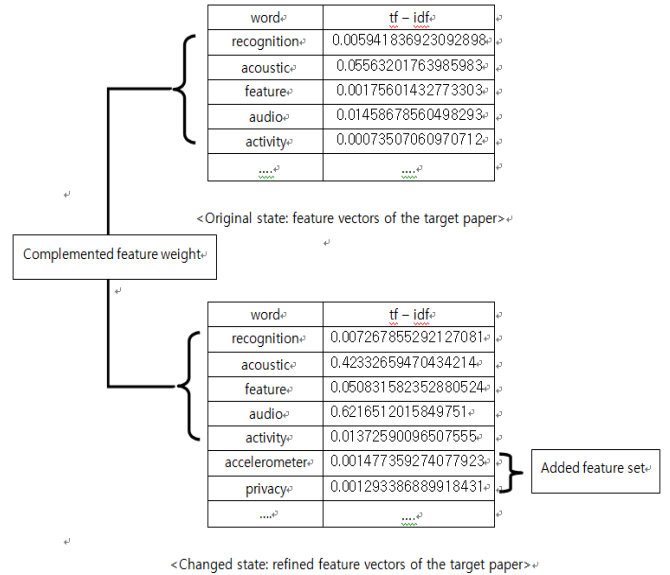 word tf – idf
recognition 0.005941836923092898
acoustic 0.05563201763985983
feature 0.00175601432773303
audio 0.01458678560498293
activity 0.00073507060970712
.... ....
<Original state: feature vectors of the target paper>
Complemented feature weight
word tf – idf
recognition 0.007267855292127081
acoustic 0.42332659470434214
feature 0.050831582352880524
audio 0.6216512015849751
activity 0.01372590096507555
accelerometer 0.001477359274077923
privacy 0.001293386889918431
Added feature set
.... ....
<Changed state: refined feature vectors of the target paper>